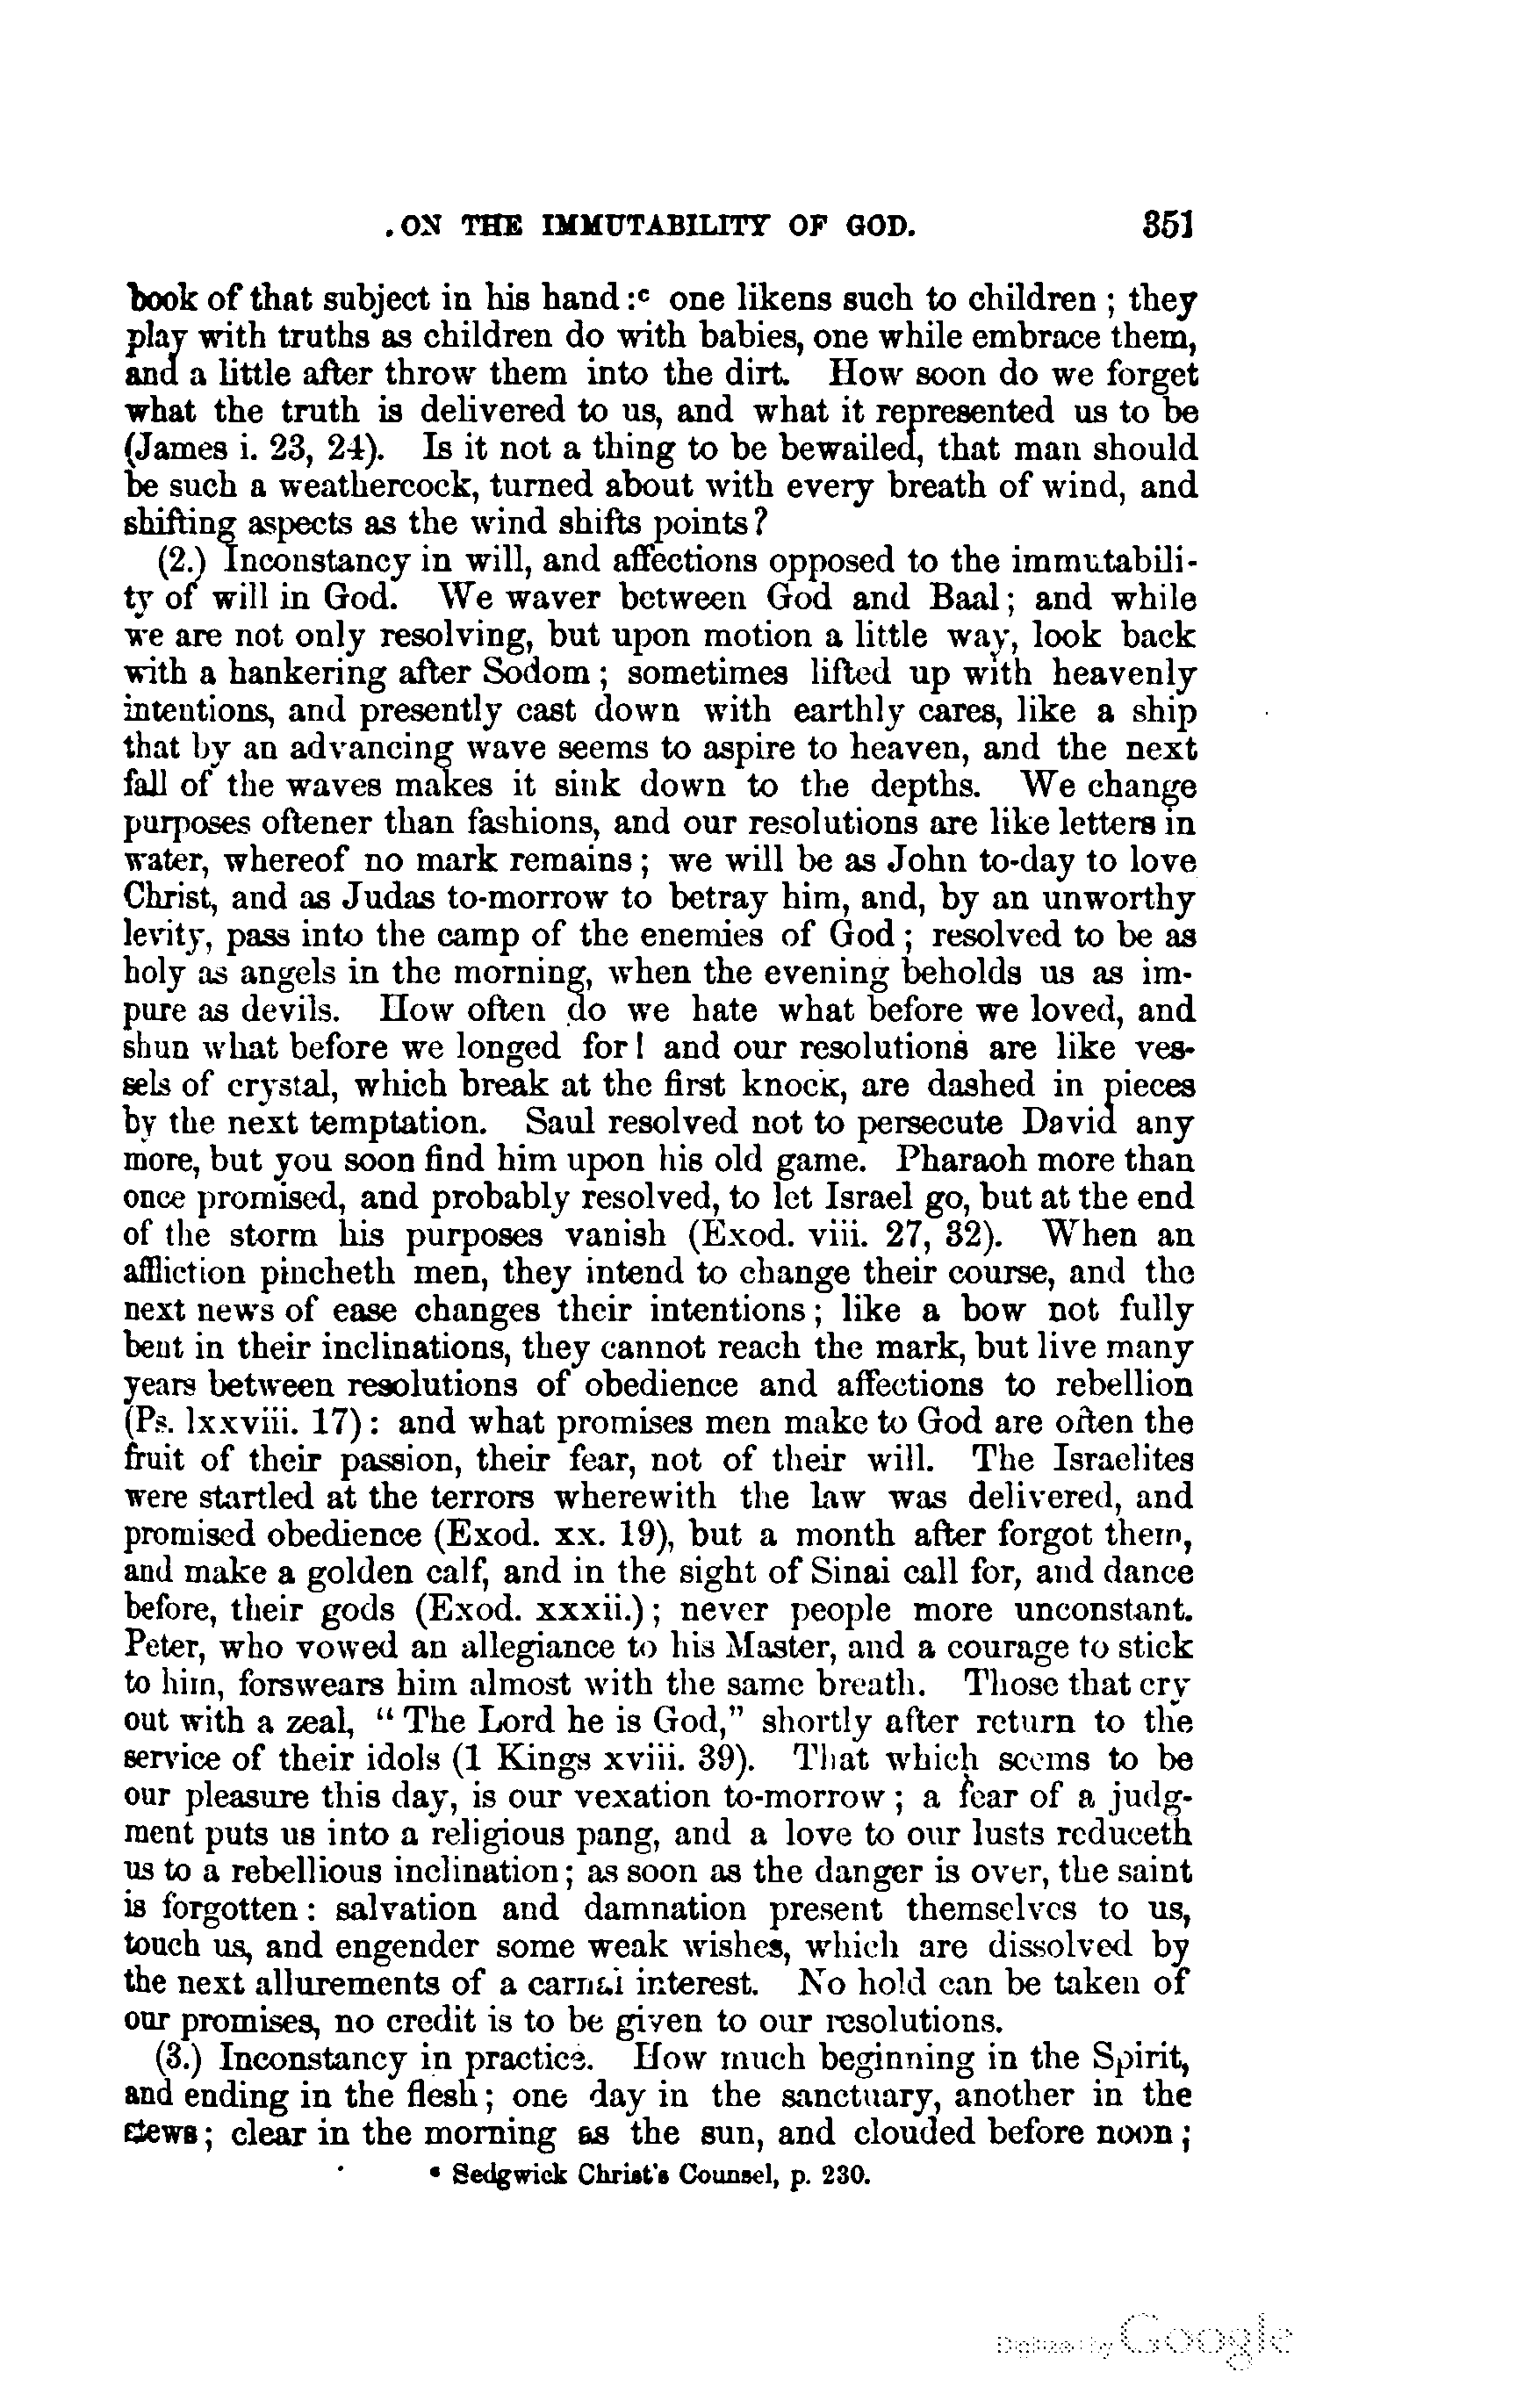 . ON THE IMMUTABILITY OF GOD. 351
book of that subject in his hand :c one likens such to children ; they
play with truths as children do with babies, one while embrace them,
and a little after throw them into the dirt. How soon do we forget
what the truth is delivered to us, and what it represented us to be
(James i. 23, 24). Is it not a thing to be bewailed, that man should
be such a weathercock, turned about with every breath of wind, and
shifting aspects as the wind shifts points?
(2.) Inconstancy in will, and affections opposed to the immutabili-
ty of will in God. We waver between God and Baal; and while
we are not only resolving, but upon motion a little way, look back
with a hankering after Sodom ; sometimes lifted up with heavenly
intentions, and presently cast down with earthly cares, like a ship
that by an advancing wave seems to aspire to heaven, and the next
fall of the waves makes it sink down to the depths. We change
purposes oftener than fashions, and our resolutions are like letters in
water, whereof no mark remains ; we will be as John to-day to love
Christ, and as Judas to-morrow to betray him, and, by an unworthy
levity, pass into the camp of the enemies of God ; resolved to be as
holy as angels in the morning, when the evening beholds us as im-
pure as devils. How often do we hate what before we loved, and
shun what before we longed for! and our resolutions are like ves-
sels of crystal, which break at the first knock, are dashed in pieces
by the next temptation. Saul resolved not to persecute David any
more, but you soon find him upon his old game. Pharaoh more than
once promised, and probably resolved, to let Israel go, but at the end
of the storm his purposes vanish (Exod. viii. 27, 32). When an
affliction pincheth men, they intend to change their course, and the
next news of ease changes their intentions ; like a bow not fully
bent in their inclinations, they cannot reach the mark, but live many
years between resolutions of obedience and affections to rebellion
(Ps. lxxviii. 17) : and what promises men make to God are often the
fruit of their passion, their fear, not of their will. The Israelites
were startled at the terrors wherewith the law was delivered, and
promised obedience (Exod. xx. 19), but a month after forgot them,
and make a golden calf, and in the sight of Sinai call for, and dance
before, their gods (Exod. xxxii.) ; never people more unconstant.
Peter, who vowed an allegiance to his Master, and a courage to stick
to him, forswears him almost with the same breath. Those that cry
out with a zeal, " The Lord he is God," shortly after return to the
service of their idols (1 Kings xviii. 39). That which seems to be
our pleasure this day, is our vexation to-morrow ; a fear of a judg-
ment puts us into a religious pang, and a love to our lusts reduceth
us to a rebellious inclination ; as soon as the danger is over, the saint
is forgotten : salvation and damnation present themselves to us,
touch us, and engender some weak wishes, which are dissolved by
the next allurements of a carnal interest. No hold can be taken of
our promises, no credit is to be given to our resolutions.
(3.) Inconstancy in practice. How much beginning in the Spirit,
and ending in the flesh ; one day in the sanctuary, another in the
stews ; clear in the morning as the sun, and clouded before noon ;
c Sedgwick Christ's Counsel, p. 230.
Digitized by Google